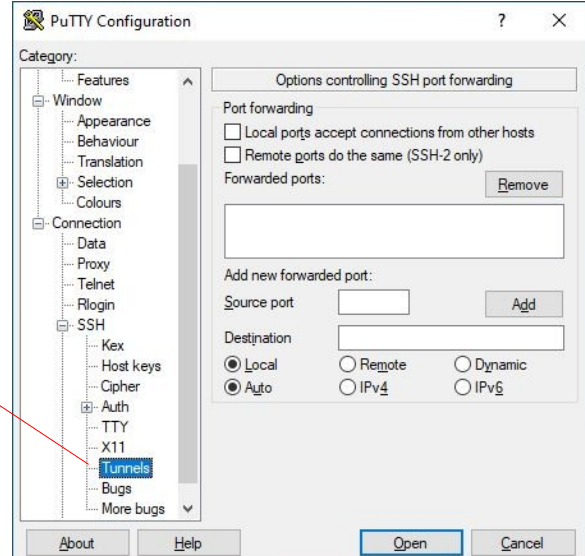 PuTTY Configuration
Category:
Features
Window
Appearance
Behaviour
Translation
Selection
Colours
Connection
Data
Proxy
Telnet
Rlogin
SSH
Kex
Host keys
Cipher
Auth
TTY
X11
Tunnels
Bugs
More bugs
Options controlling SSH port forwarding
Port forwarding
Local ports accept connections from other hosts
Remote ports do the same (SSH-2 only)
Forwarded ports:
Remove
Add new forwarded port:
Source port
Add
Destination
Local Remote Dynamic
Auto IPv4 IPv6
About Help Open Cancel